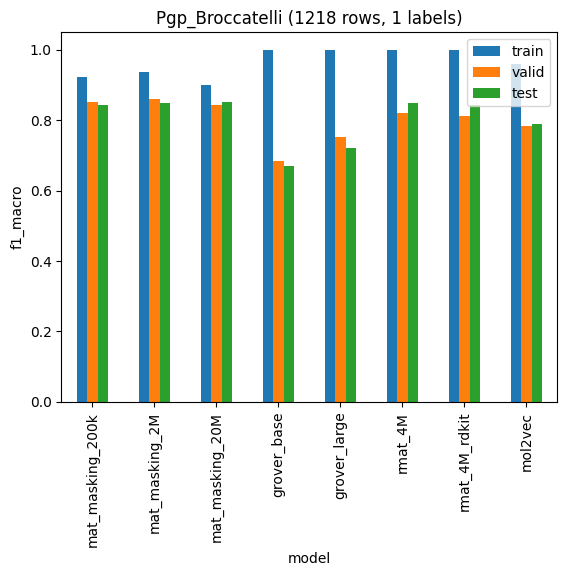 Pgp_Broccatelli (1218 rows, 1 labels)
train
valid
test
1.0
0.8
0.6
0.4
0.2
0.0
f1_macro
mat_masking_200k
mat_masking_2M
mat_masking_20M
grover_base
grover_large
rmat_4M
rmat_4M_rdkit
mol2vec
model